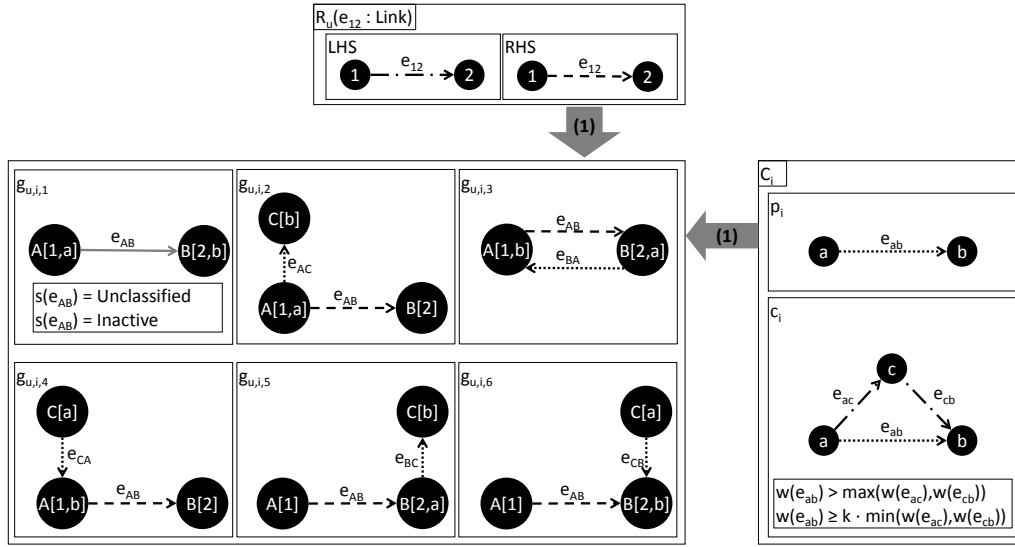 R_u(e_12 : Link)
LHS
RHS
1
e_12
2
1
e_12
2
(1)
g_u,i,1
A[1,a]
e_AB
B[2,b]
s(e_AB) = Unclassified
s(e_AB) = Inactive
g_u,i,2
C[b]
e_AC
A[1,a]
e_AB
B[2]
g_u,i,3
A[1,b]
e_AB
e_BA
B[2,a]
(1)
C_i
p_i
a
e_ab
b
g_u,i,4
C[a]
e_CA
A[1,b]
e_AB
B[2]
g_u,i,5
C[b]
e_BC
A[1]
e_AB
B[2,a]
g_u,i,6
C[a]
e_CB
A[1]
e_AB
B[2,b]
c_i
c
e_ac
e_cb
a
e_ab
b
w(e_ab) > max(w(e_ac),w(e_cb))
w(e_ab) ≥ k · min(w(e_ac),w(e_cb))